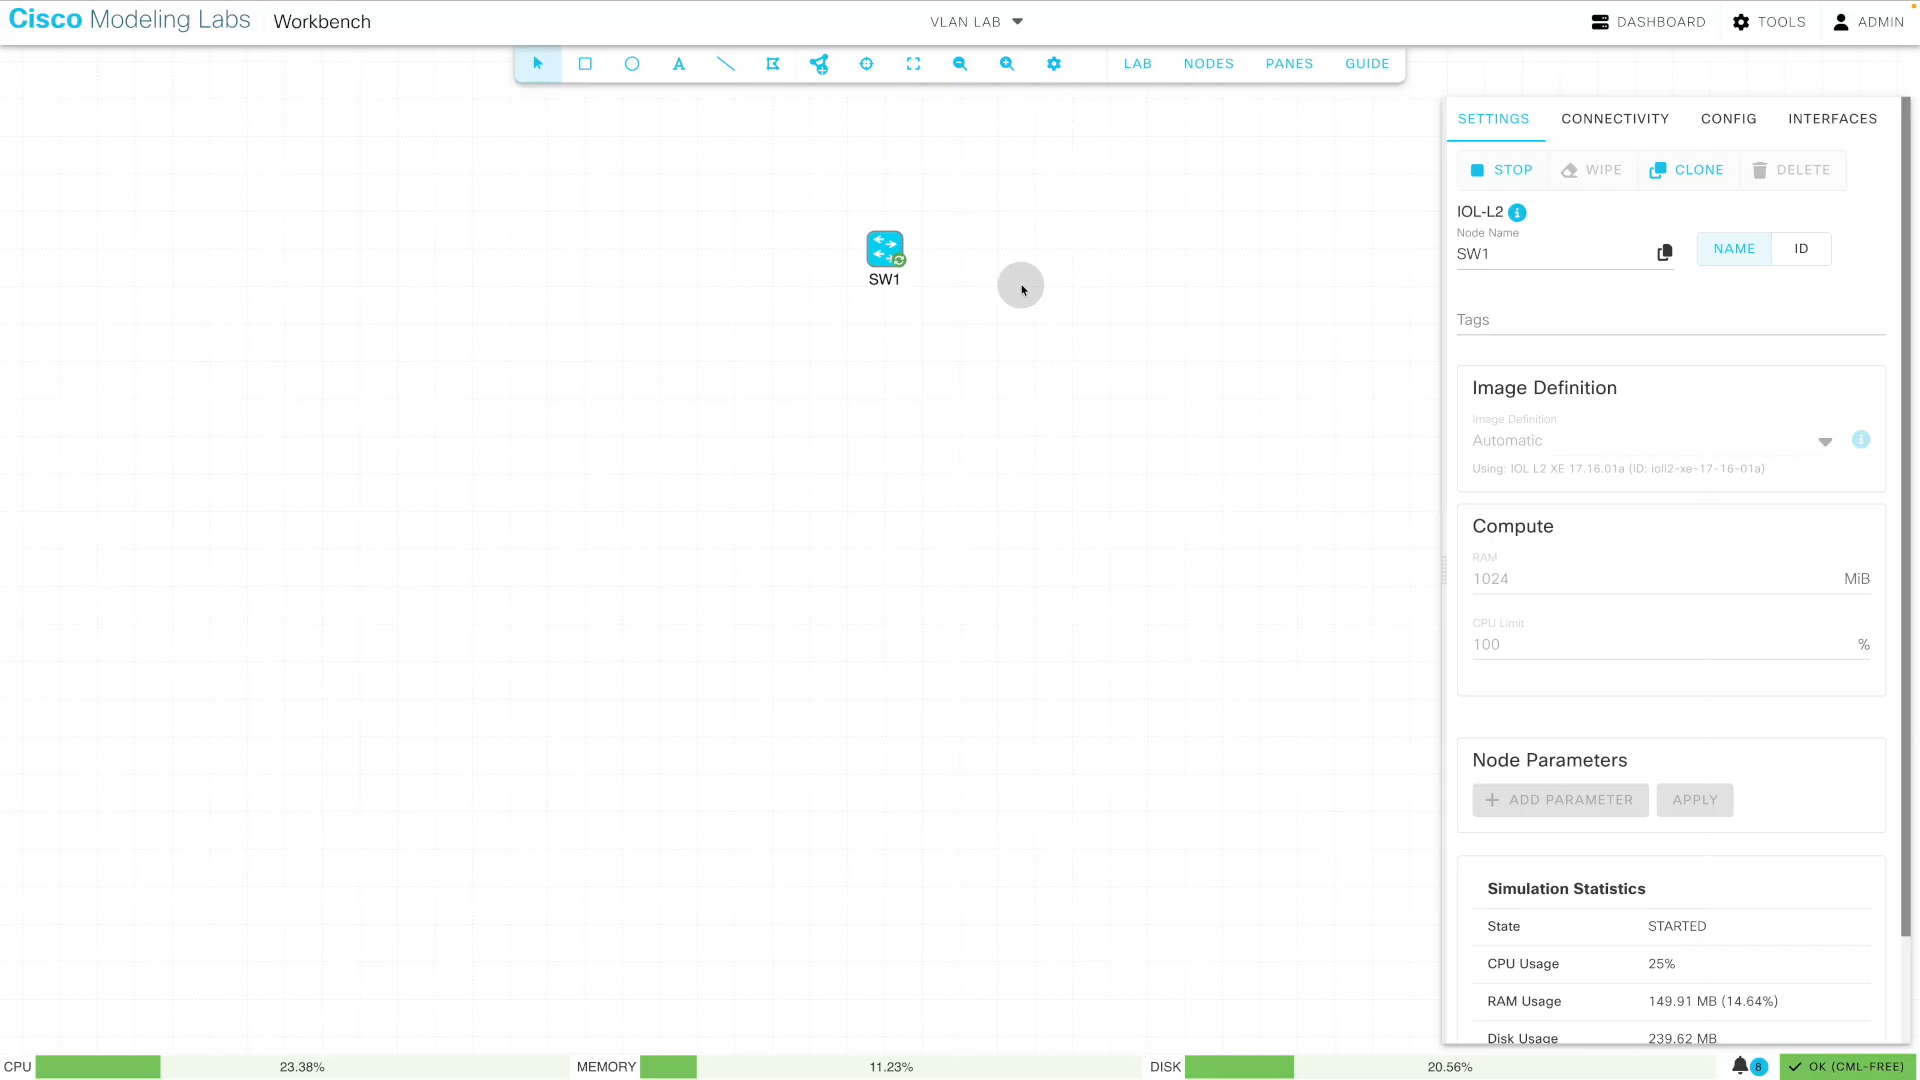 Cisco Modeling Labs Workbench
VLAN LAB
DASHBOARD TOOLS ADMIN
A LAB NODES PANES GUIDE
SETTINGS CONNECTIVITY CONFIG INTERFACES
STOP WIPE CLONE DELETE
IOL-L2
Node Name
SW1
NAME ID
SW1
Tags
Image Definition
Image Definition
Automatic
Using: IOL L2 XE 17.16.01a (ID: ioll2-xe-17-16-01a)
Compute
RAM
1024 MiB
CPU Limit
100 %
Node Parameters
ADD PARAMETER APPLY
Simulation Statistics
State STARTED
CPU Usage 25%
RAM Usage 149.91 MB (14.64%)
Disk Usage 239.62 MB
CPU 23.38% MEMORY 11.23% DISK 20.56% 8 OK (CML-FREE)